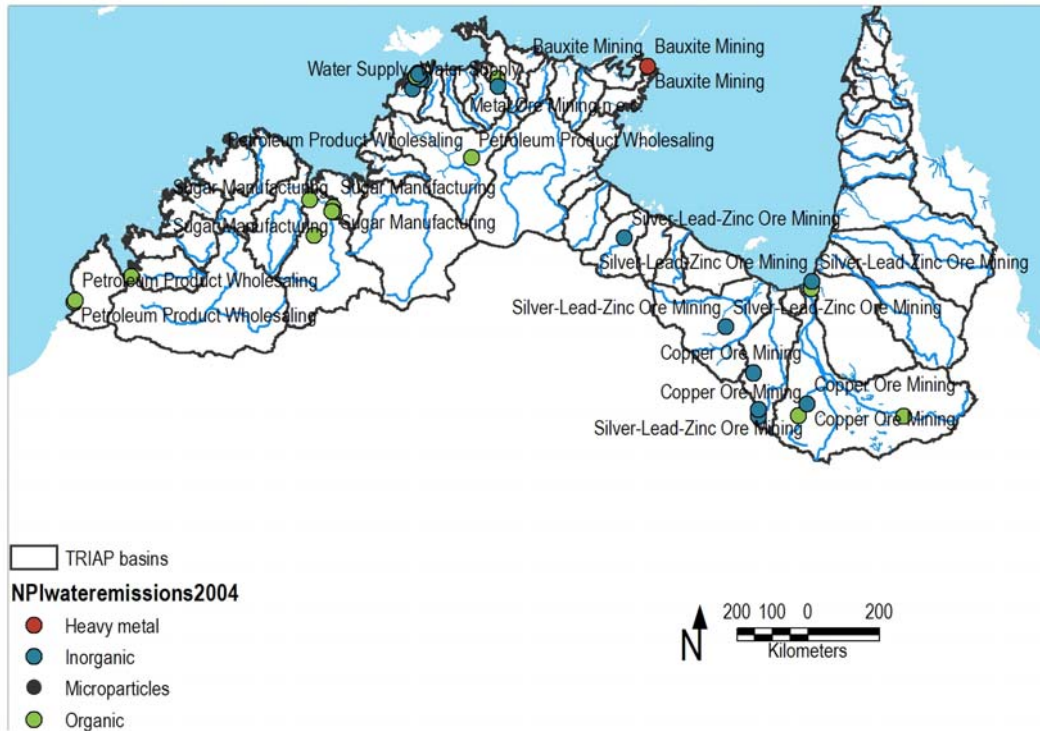 Bauxite Mining Bauxite Mining
Water Supply Water Supply
Bauxite Mining
Metal Ore Mining n.e.c.
Petroleum Product Wholesaling Petroleum Product Wholesaling
Sugar Manufacturing Sugar Manufacturing
Sugar Manufacturing Sugar Manufacturing
Silver-Lead-Zinc Ore Mining
Silver-Lead-Zinc Ore Mining Silver-Lead-Zinc Ore Mining
Petroleum Product Wholesaling
Silver-Lead-Zinc Ore Mining Silver-Lead-Zinc Ore Mining
Petroleum Product Wholesaling
Copper Ore Mining
Copper Ore Mining Copper Ore Mining
Copper Ore Mining
Silver-Lead-Zinc Ore Mining
TRIAP basins
NPIwateremissions2004
Heavy metal
Inorganic
Microparticles
Organic
200 100 0 200
Kilometers
N